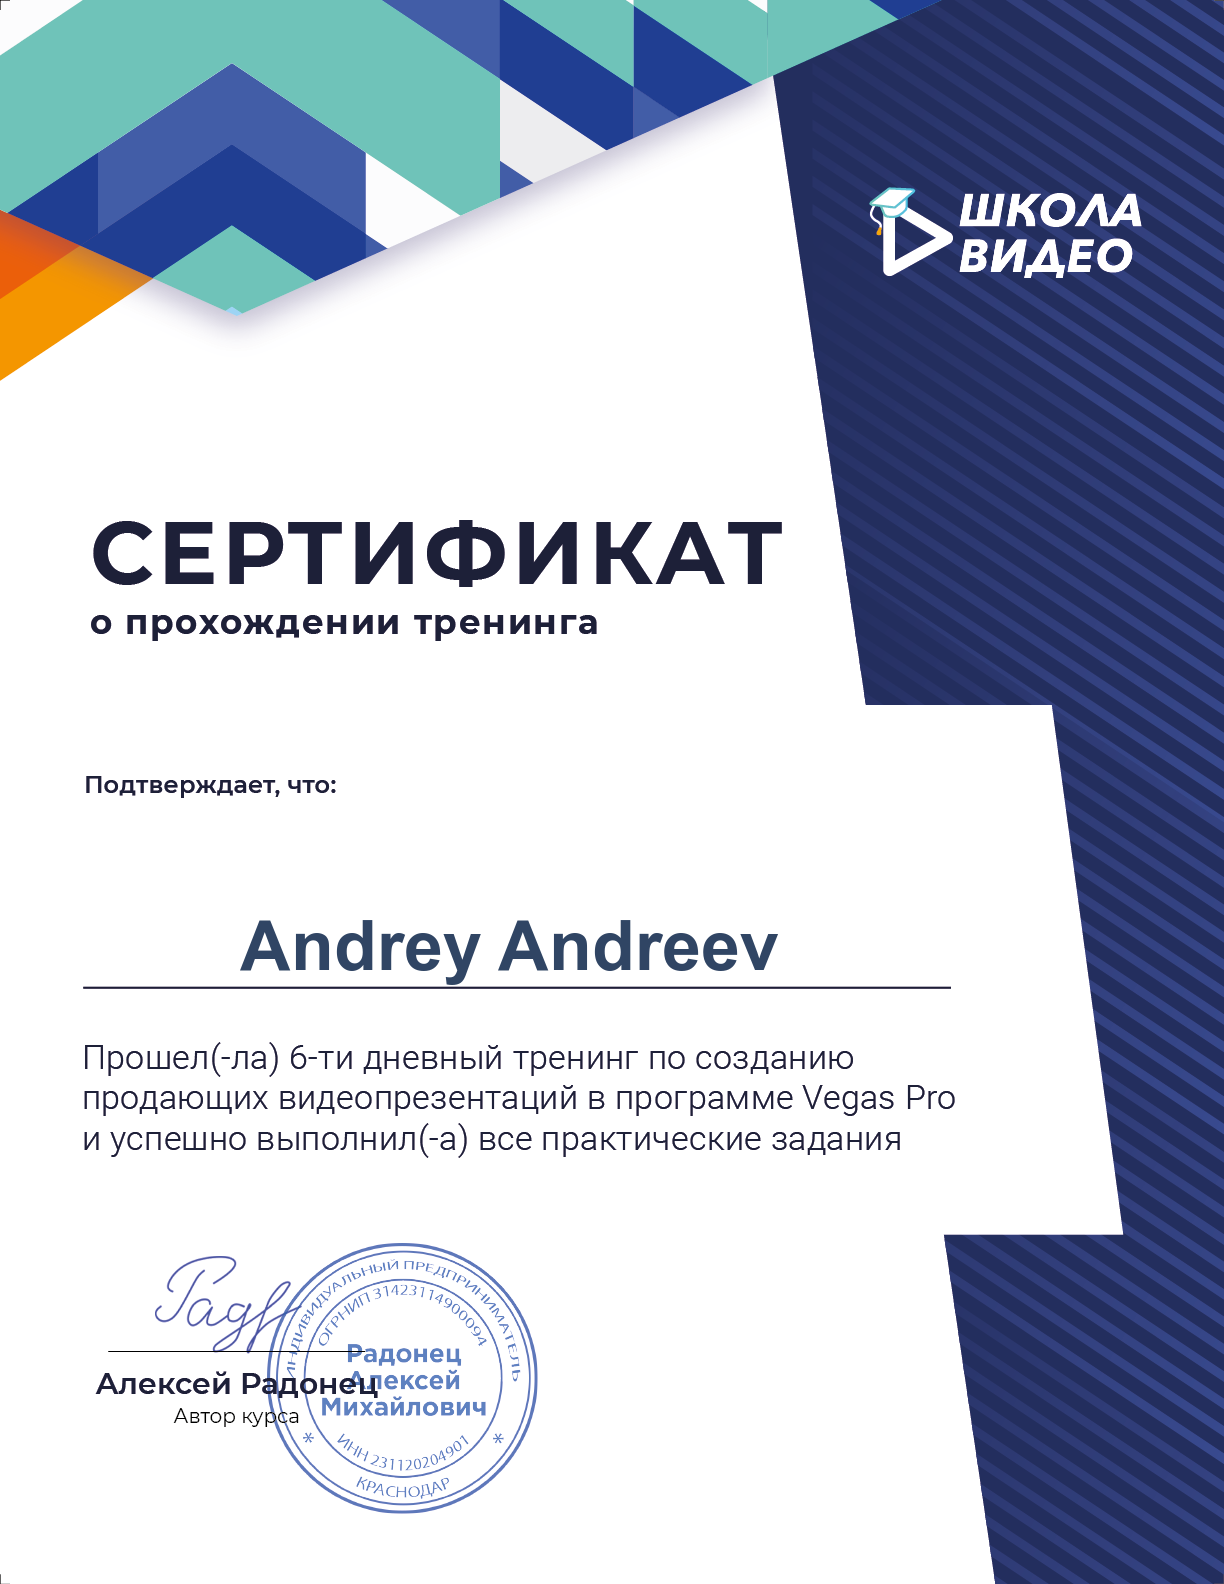 ШКОЛА
ВИДЕО
СЕРТИФИКАТ
о прохождении тренинга
Подтверждает, что:
Andrey Andreev
Прошел(-ла) 6-ти дневный тренинг по созданию
продающих видеопрезентаций в программе Vegas Pro
и успешно выполнил(-а) все практические задания
Алексей Радонец
Автор курса
ИНДИВИДУАЛЬНЫЙ ПРЕДПРИНИМАТЕЛЬ
ОГРНИП 314231149000094
Радонец
Алексей
Михайлович
ИНН 231120204901
* КРАСНОДАР *